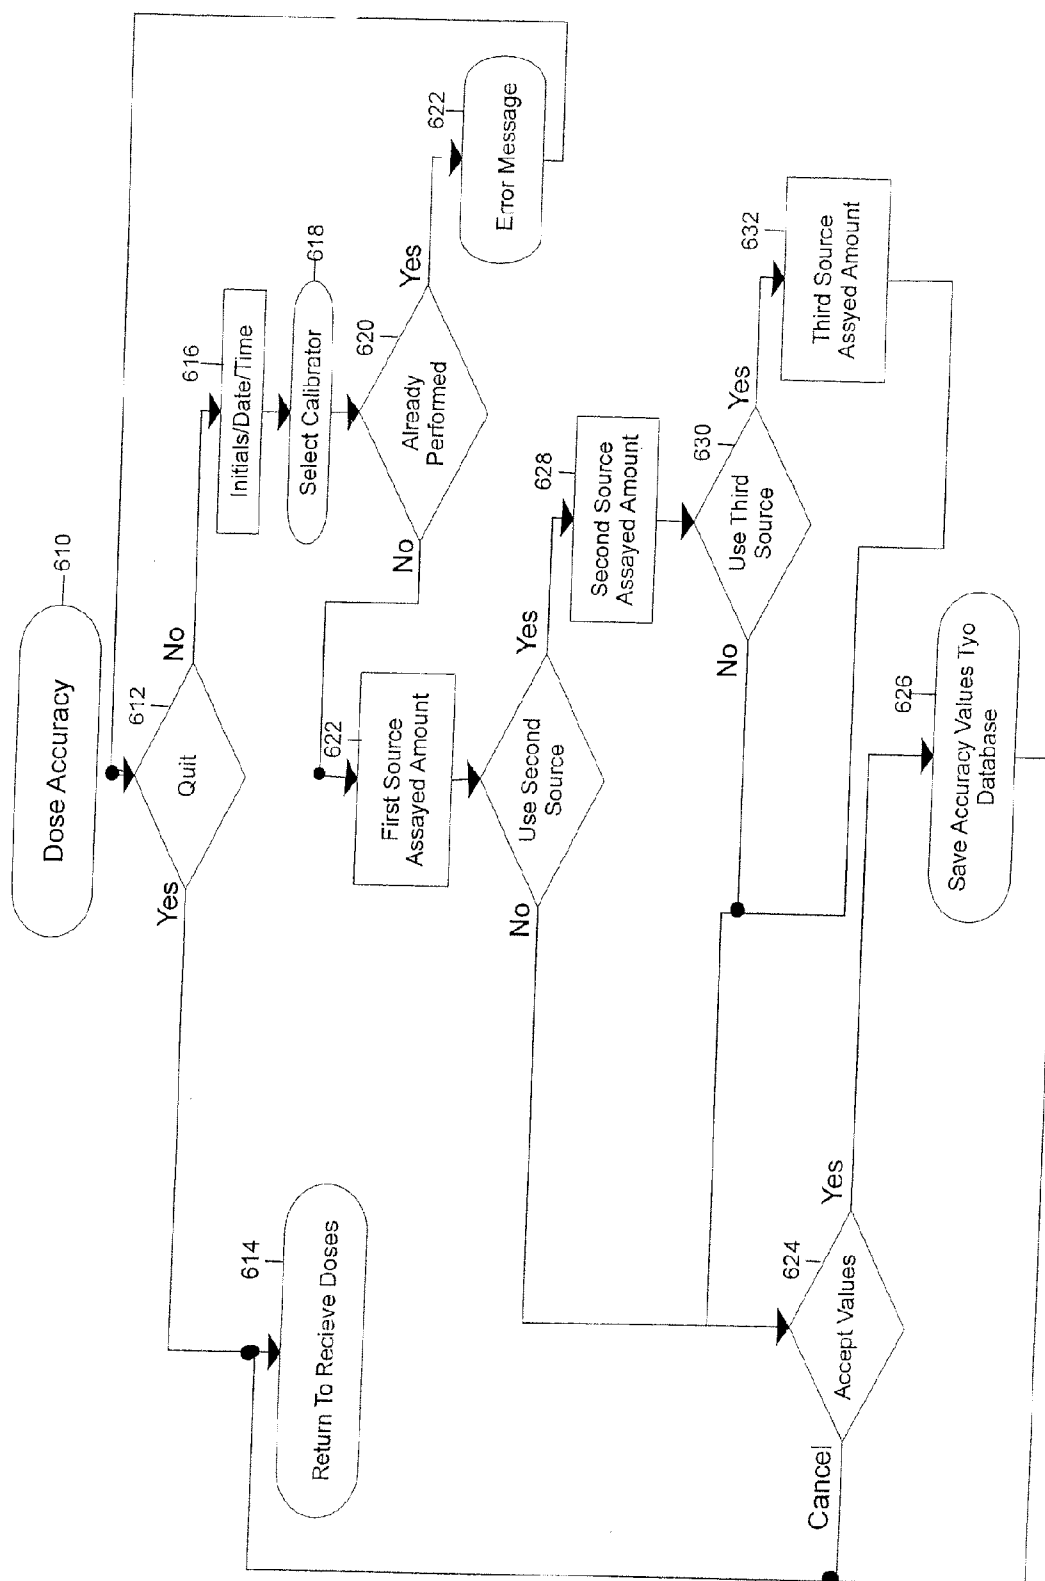 Dose Accuracy
610
Quit
612
Yes
No
Return To Recieve Doses
614
Initials/Date/Time
616
Select Calibrator
618
Already
Performed
620
Yes
No
Error Message
622
First Source
Assayed Amount
622
Use Second
Source
No
Yes
Second Source
Assayed Amount
628
Use Third
Source
630
No
Yes
Third Source
Assyed Amount
632
Accept Values
624
Cancel
Yes
Save Accuracy Values Tyo
Database
626